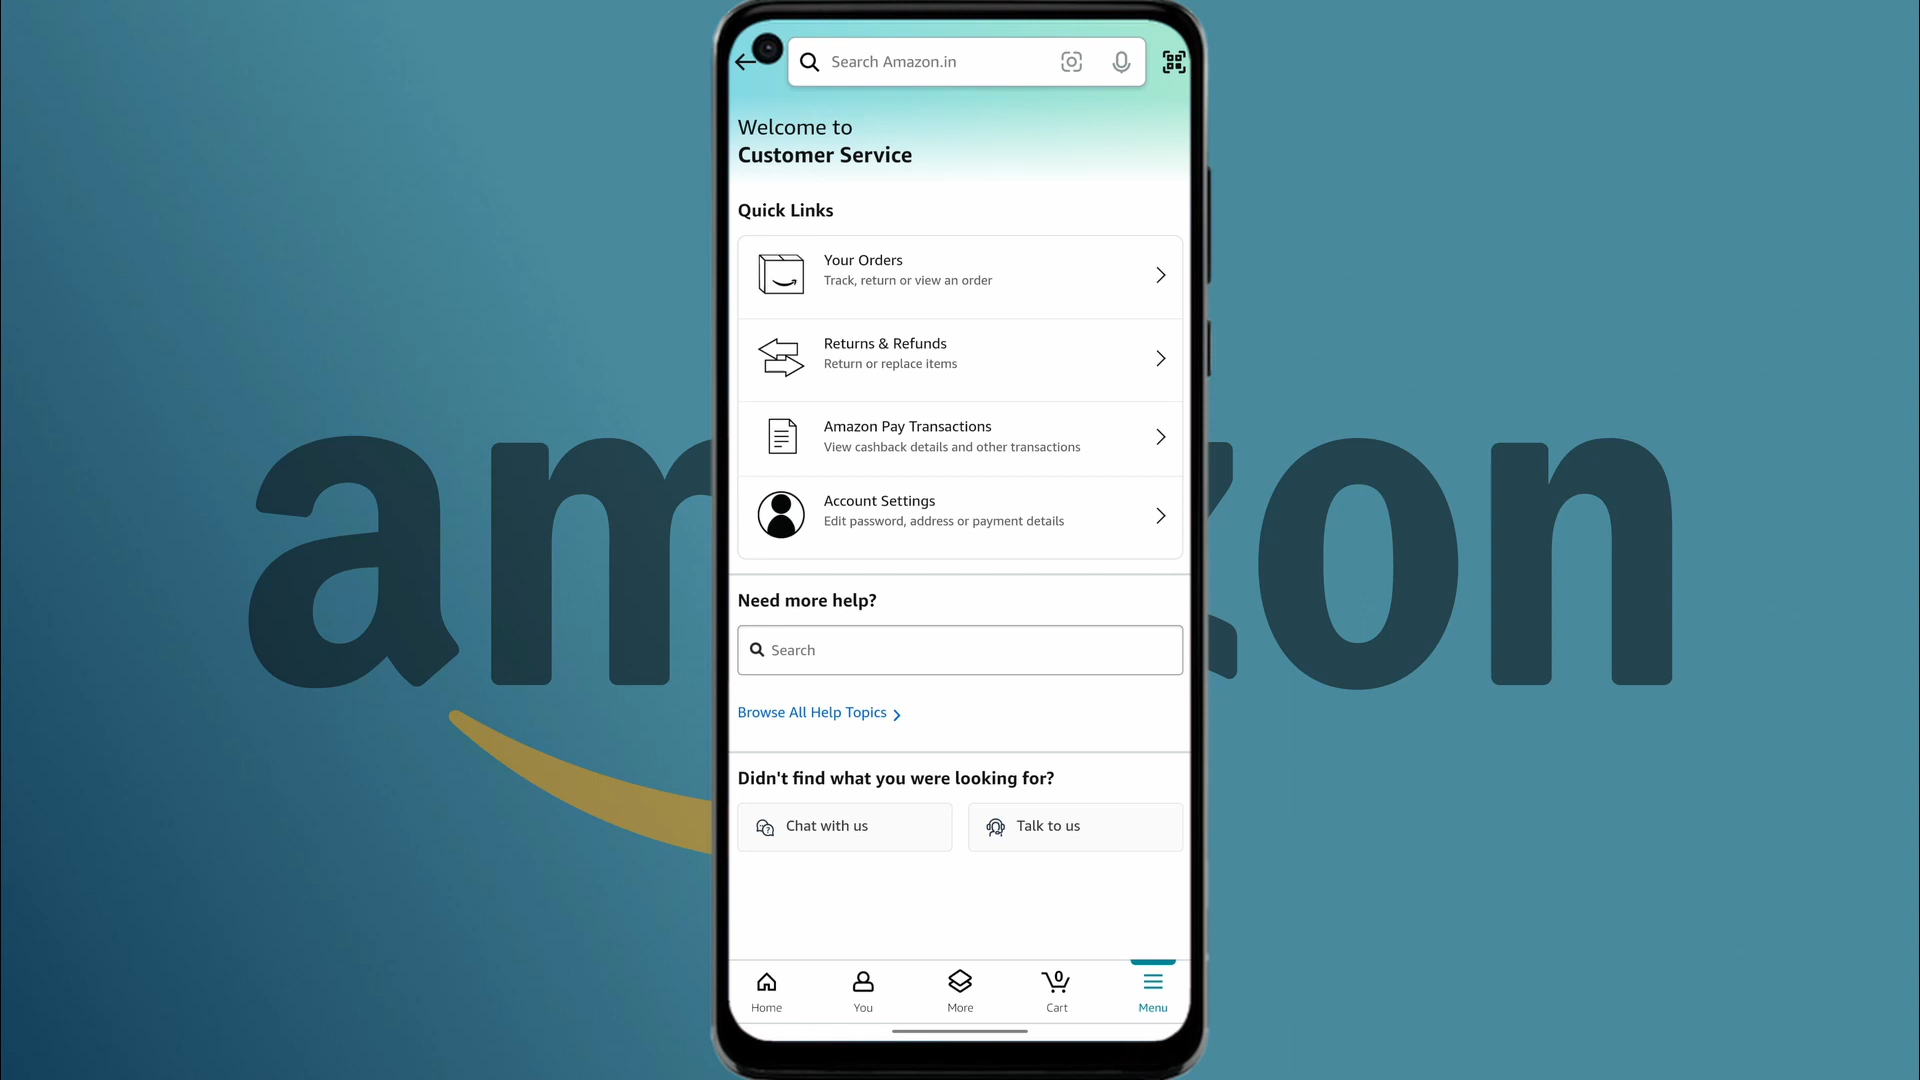 Search Amazon.in
Welcome to
Customer Service
Quick Links
Your Orders
Track, return or view an order
Returns & Refunds
Return or replace items
Amazon Pay Transactions
View cashback details and other transactions
Account Settings
Edit password, address or payment details
Need more help?
Search
Browse All Help Topics
Didn't find what you were looking for?
Chat with us
Talk to us
0
Home
You
More
Cart
Menu
amazon